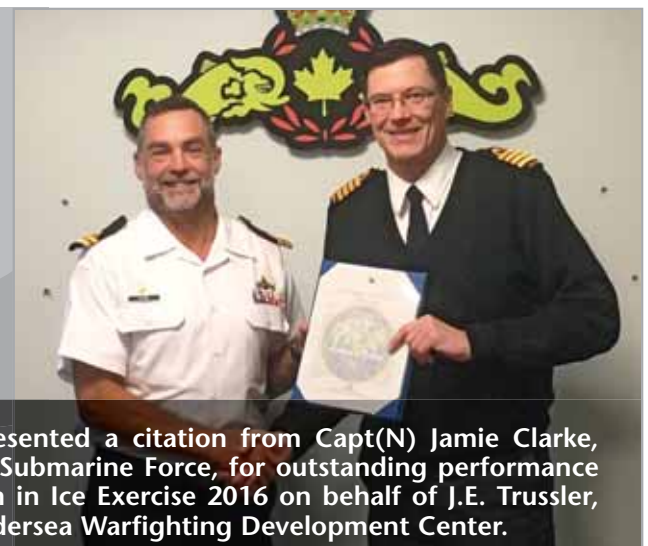 esented a citation from Capt(N) Jamie Clarke,
Submarine Force, for outstanding performance
n in Ice Exercise 2016 on behalf of J.E. Trussler,
dersea Warfighting Development Center.